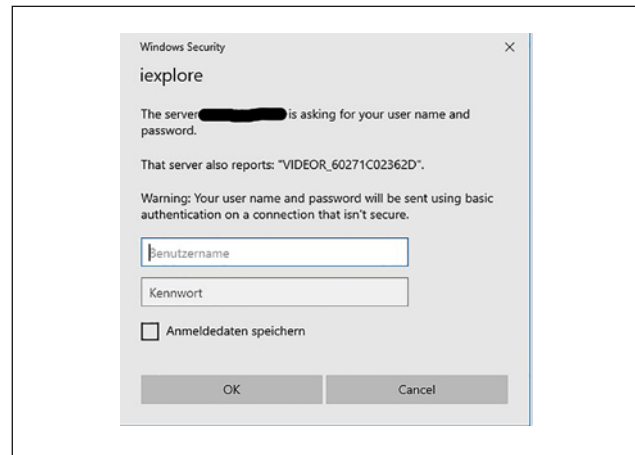 Windows Security
iexplore
The server is asking for your user name and
password.
That server also reports: "VIDEOR_60271C02362D".
Warning: Your user name and password will be sent using basic
authentication on a connection that isn't secure.
Benutzername
Kennwort
Anmeldedaten speichern
OK Cancel